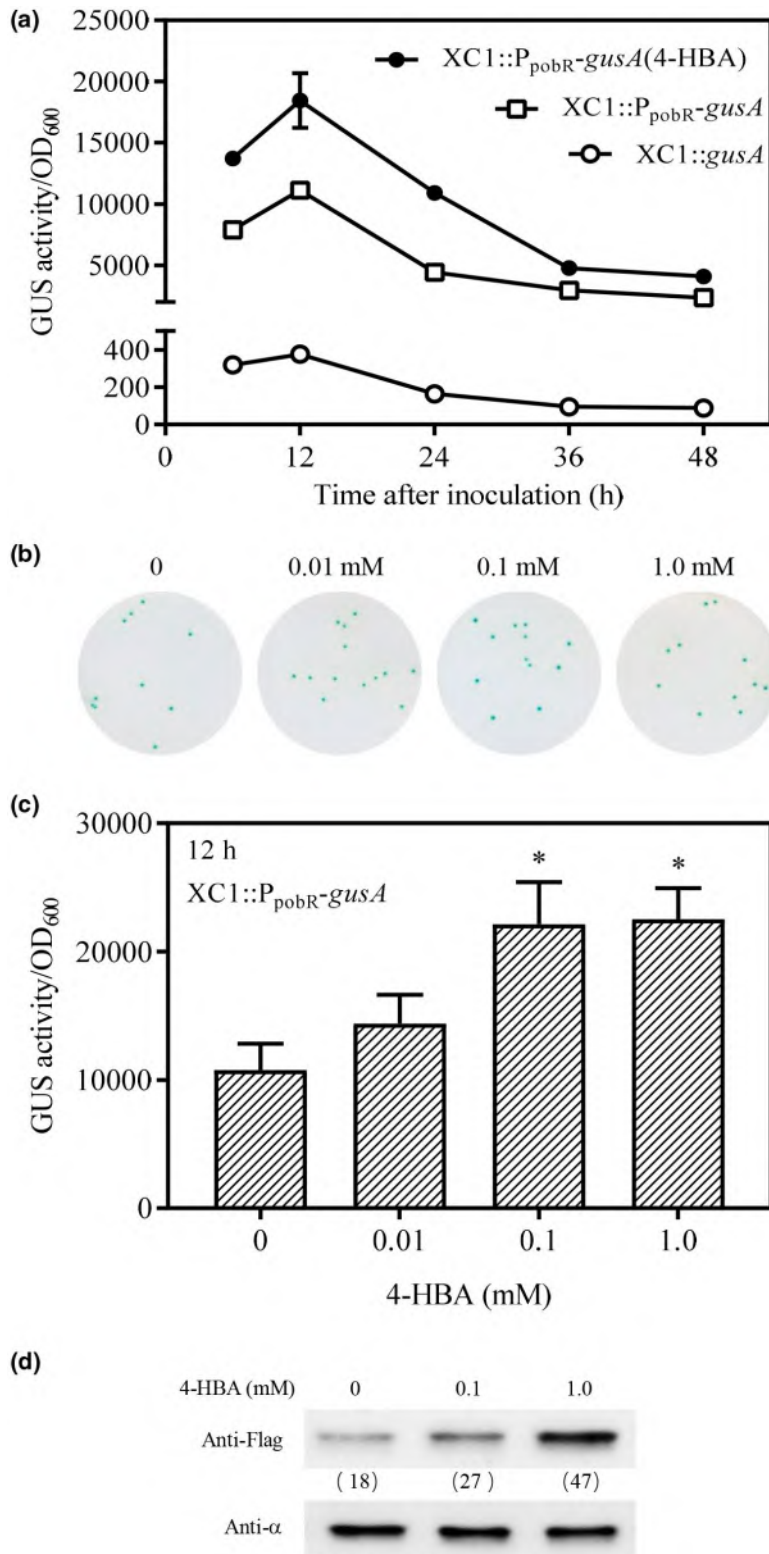 (a)
25000
20000
15000
10000
5000
400
200
0
GUS activity/OD600
XC1::PpobR-gusA(4-HBA)
XC1::PpobR-gusA
XC1::gusA
0 12 24 36 48
Time after inoculation (h)
(b)
0 0.01 mM 0.1 mM 1.0 mM
(c)
30000
20000
10000
0
GUS activity/OD600
12 h
XC1::PpobR-gusA
* *
0 0.01 0.1 1.0
4-HBA (mM)
(d)
4-HBA (mM) 0 0.1 1.0
Anti-Flag
( 18) (27 ) (47)
Anti-α